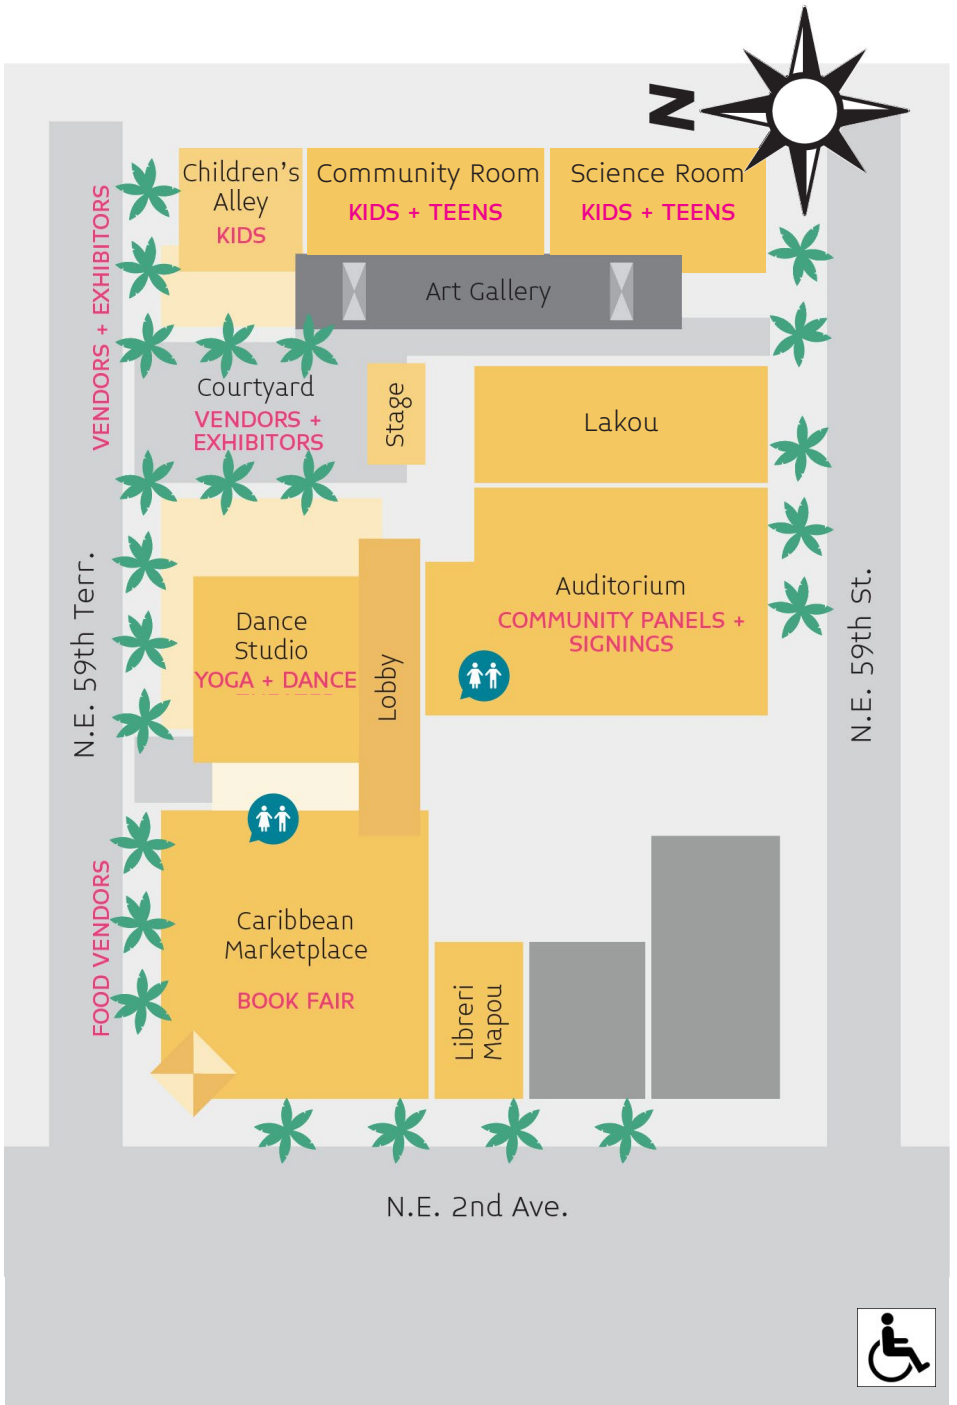 N
Children's
Alley
KIDS
Community Room
KIDS + TEENS
Science Room
KIDS + TEENS
Art Gallery
VENDORS + EXHIBITORS
Courtyard
VENDORS +
EXHIBITORS
Stage
Lakou
N.E. 59th Terr.
Dance
Studio
YOGA + DANCE
Lobby
Auditorium
COMMUNITY PANELS +
SIGNINGS
N.E. 59th St.
FOOD VENDORS
Caribbean
Marketplace
BOOK FAIR
Libreri
Mapou
N.E. 2nd Ave.